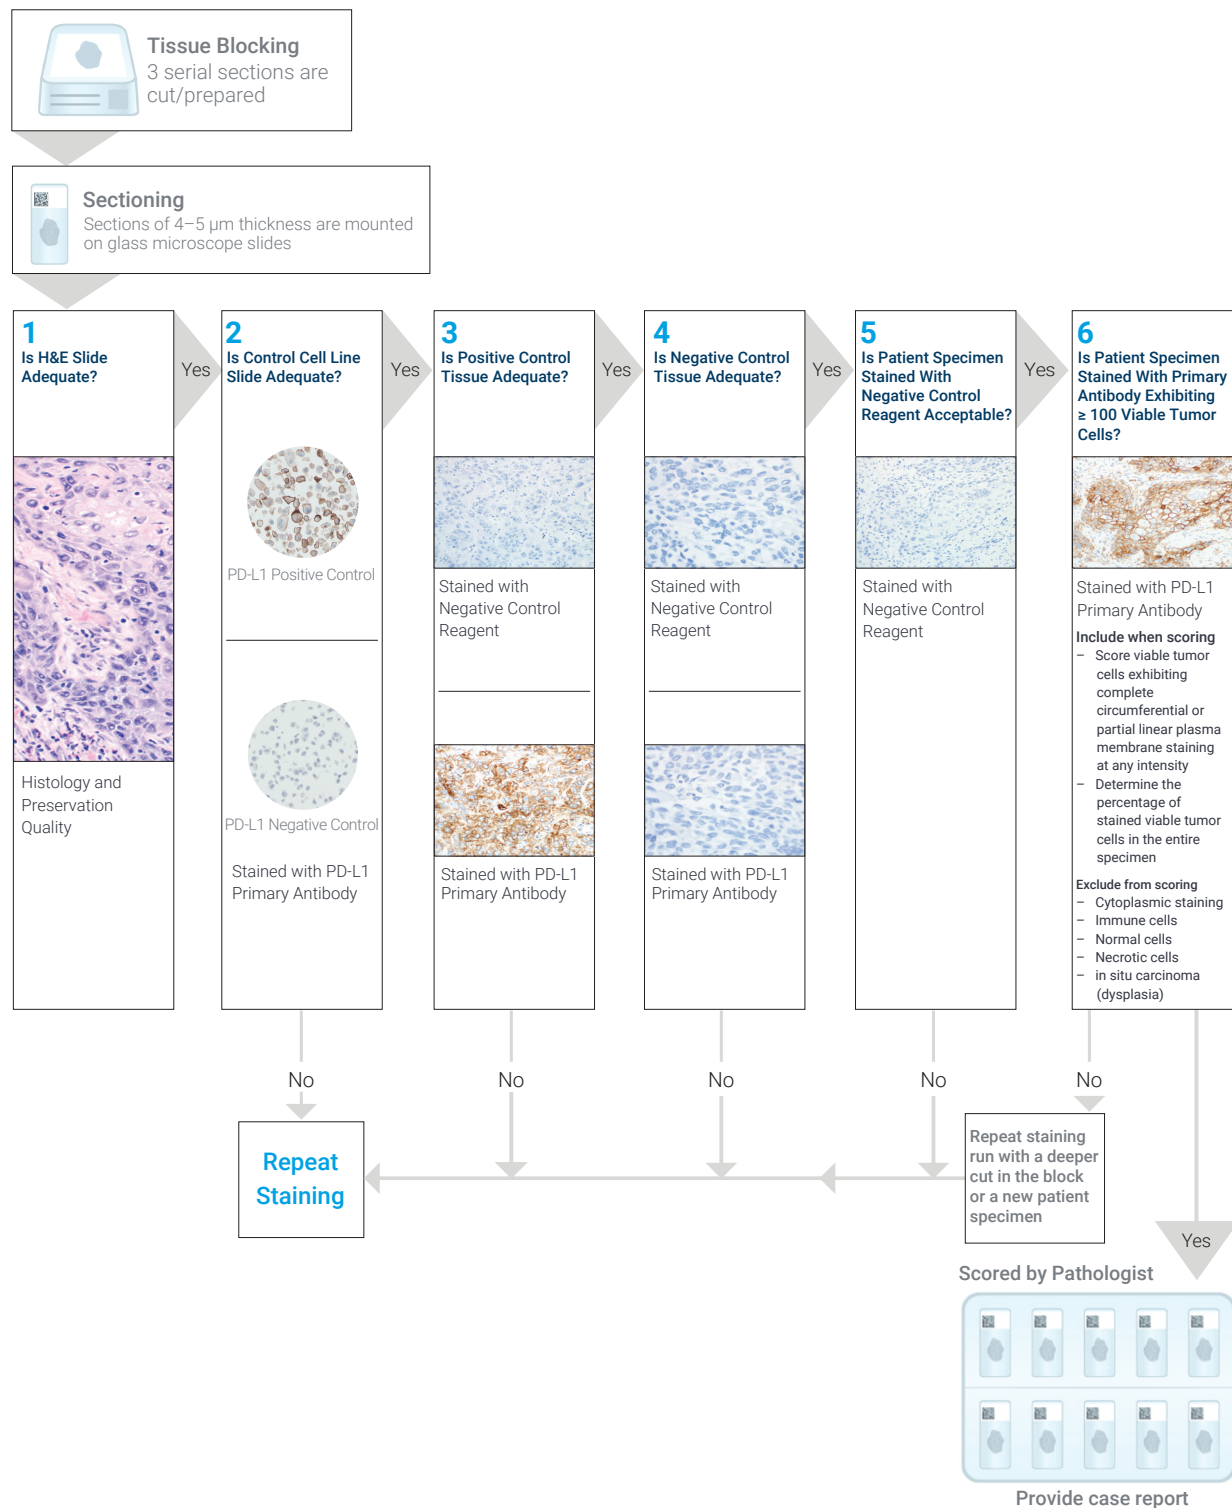 Tissue Blocking
3 serial sections are
cut/prepared
Sectioning
Sections of 4–5 µm thickness are mounted
on glass microscope slides
1
Is H&E Slide
Adequate?
Histology and
Preservation
Quality
Yes
2
Is Control Cell Line
Slide Adequate?
PD-L1 Positive Control
PD-L1 Negative Control
Stained with PD-L1
Primary Antibody
Yes
3
Is Positive Control
Tissue Adequate?
Stained with
Negative Control
Reagent
Stained with PD-L1
Primary Antibody
Yes
4
Is Negative Control
Tissue Adequate?
Stained with
Negative Control
Reagent
Stained with PD-L1
Primary Antibody
Yes
5
Is Patient Specimen
Stained With
Negative Control
Reagent Acceptable?
Stained with
Negative Control
Reagent
Yes
6
Is Patient Specimen
Stained With Primary
Antibody Exhibiting
≥ 100 Viable Tumor
Cells?
Stained with PD-L1
Primary Antibody
Include when scoring
– Score viable tumor
cells exhibiting
complete
circumferential or
partial linear plasma
membrane staining
at any intensity
– Determine the
percentage of
stained viable tumor
cells in the entire
specimen
Exclude from scoring
– Cytoplasmic staining
– Immune cells
– Normal cells
– Necrotic cells
– in situ carcinoma
(dysplasia)
No
No
No
No
No
Repeat
Staining
Repeat staining
run with a deeper
cut in the block
or a new patient
specimen
Yes
Scored by Pathologist
Provide case report